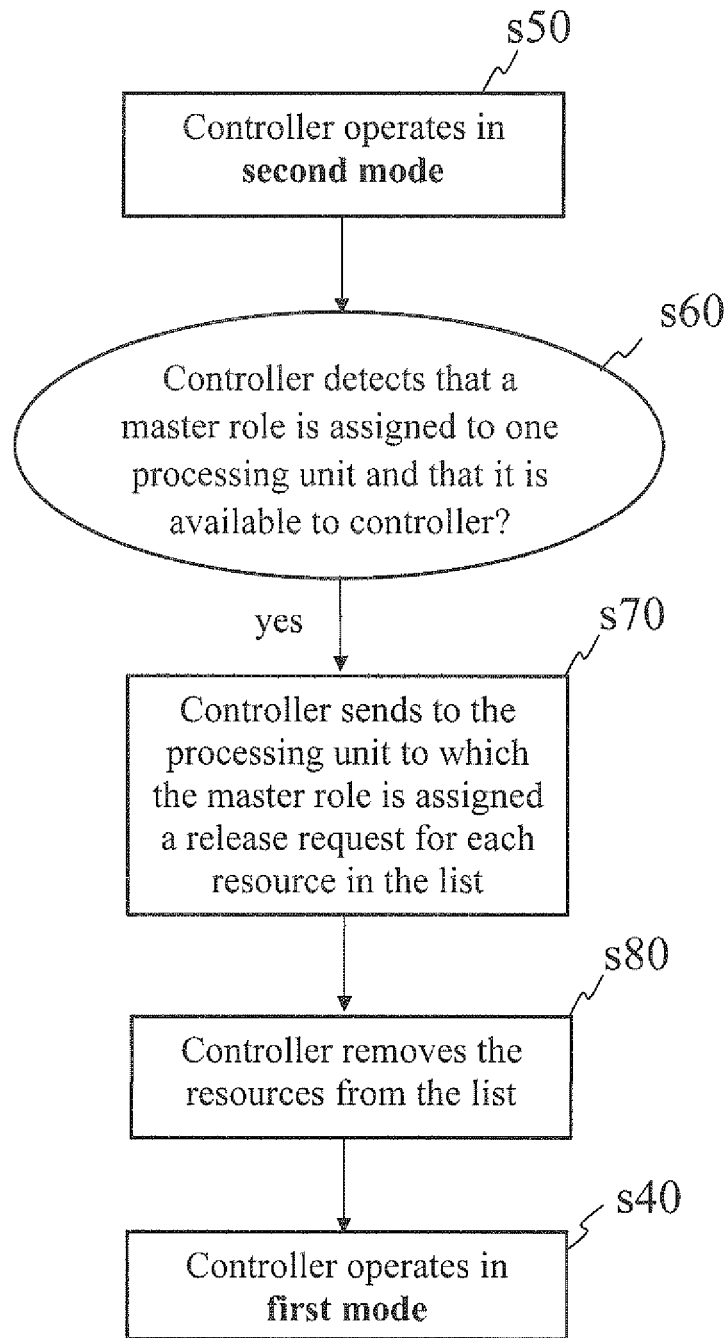 s50
Controller operates in
second mode
s60
Controller detects that a
master role is assigned to one
processing unit and that it is
available to controller?
yes
s70
Controller sends to the
processing unit to which
the master role is assigned
a release request for each
resource in the list
s80
Controller removes the
resources from the list
s40
Controller operates in
first mode